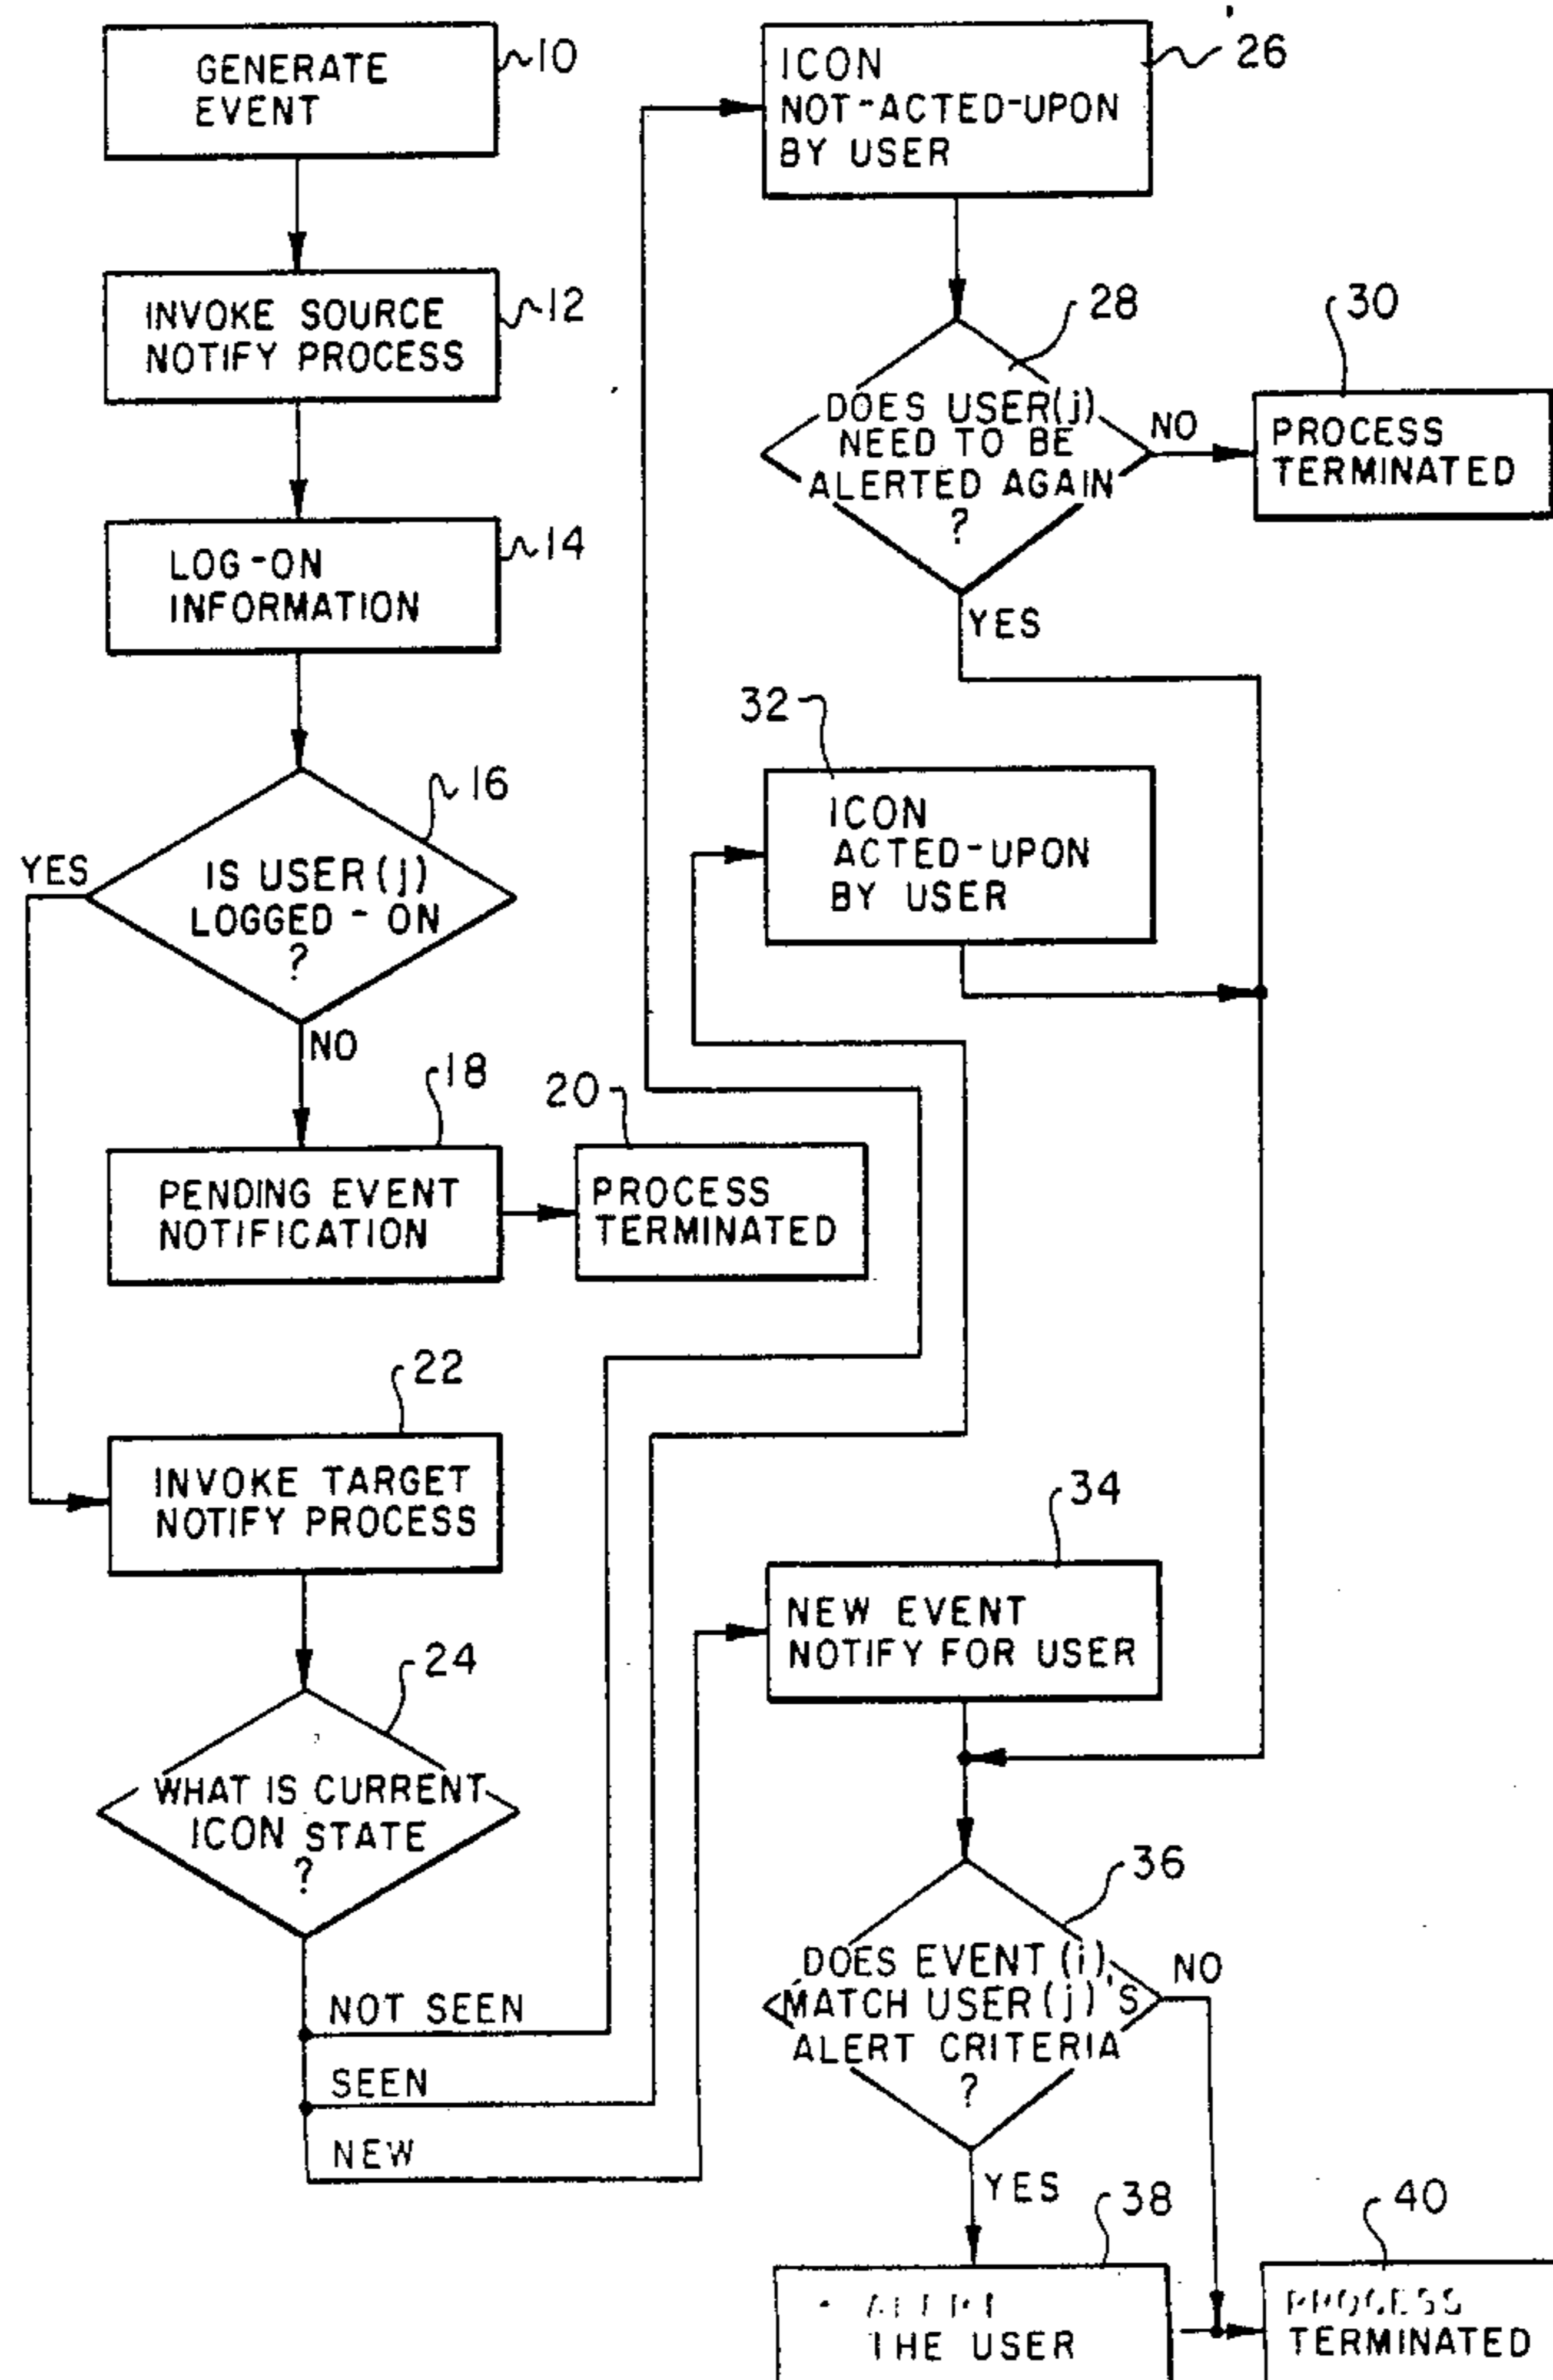 GENERATE
EVENT
10
INVOKE SOURCE
NOTIFY PROCESS
12
LOG-ON
INFORMATION
14
16
YES
IS USER(j)
LOGGED-ON
?
NO
18
PENDING EVENT
NOTIFICATION
20
PROCESS
TERMINATED
22
INVOKE TARGET
NOTIFY PROCESS
24
WHAT IS CURRENT
ICON STATE
?
NOT SEEN
SEEN
NEW
26
ICON
NOT-ACTED-UPON
BY USER
28
DOES USER(j)
NEED TO BE
ALERTED AGAIN
?
NO
YES
30
PROCESS
TERMINATED
32
ICON
ACTED-UPON
BY USER
34
NEW EVENT
NOTIFY FOR USER
36
DOES EVENT (i)
MATCH USER(j)'S
ALERT CRITERIA
?
NO
YES
38
ALERT
THE USER
40
PROCESS
TERMINATED